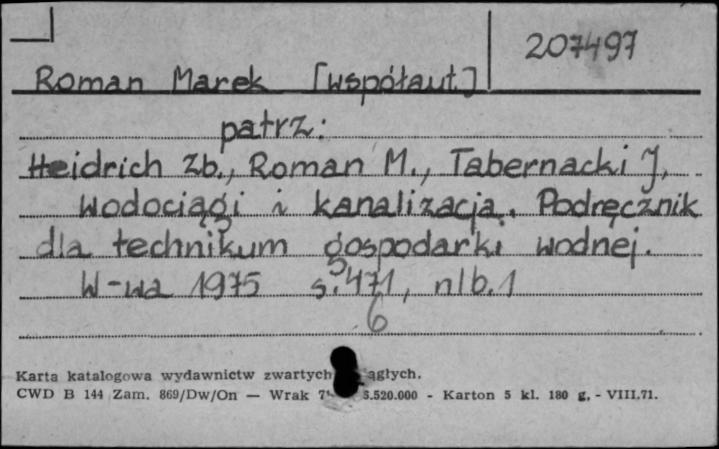 207497
Roman Marek [współaut.]
patrz:
Heidrich Zb., Roman M., Tabernacki J,
Wodociągi i kanalizacja. Podręcznik
dla technikum gospodarki wodnej.
W-wa 1975 s. 471, nlb. 1
6
Karta katalogowa wydawnictw zwartych
CWD B 144 Zam. 869/Dw/On — Wrak 5.520.000 - Karton 5 kl. 180 g, - VIII.71.